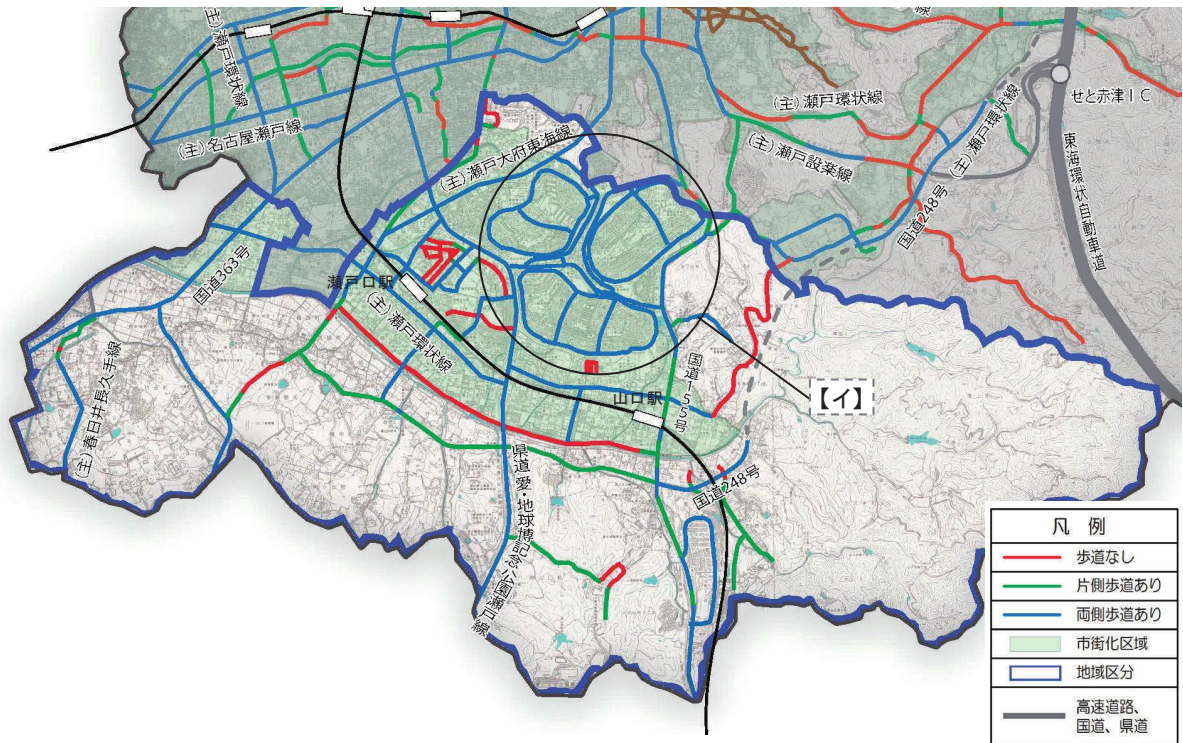 (主)瀬戸環状線
(主)名古屋瀬戸線
(主)瀬戸大府東海線
(主)瀬戸環状線
(主)瀬戸設楽線
(主)瀬戸環状線
国道248号
せと赤津IC
東海環状自動車道
国道363号
瀬戸口駅
(主)瀬戸環状線
(主)春日井長久手線
山口駅
国道155号
【イ】
県道 愛・地球博記念公園瀬戸線
国道248号
凡 例
歩道なし
片側歩道あり
両側歩道あり
市街化区域
地域区分
高速道路、
国道、県道